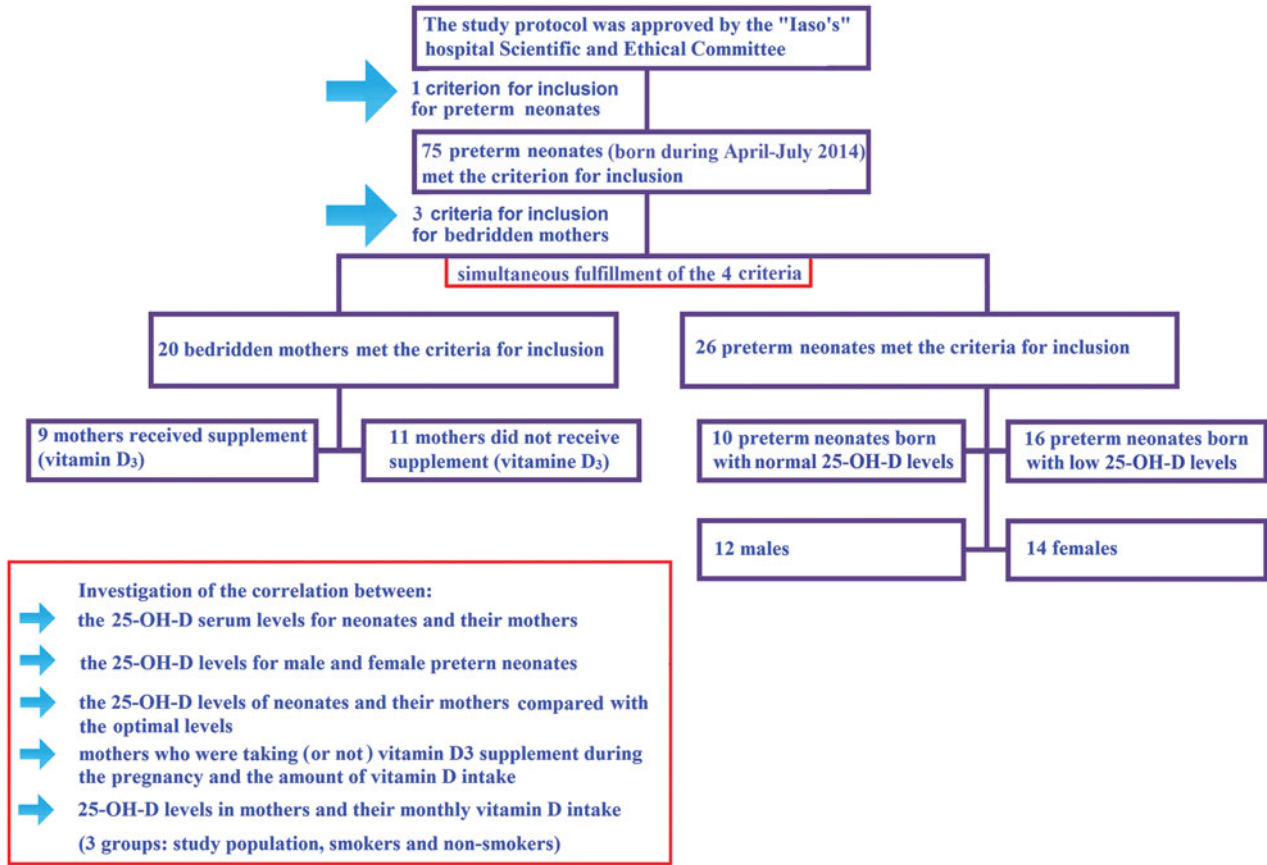 The study protocol was approved by the "Iaso's"
hospital Scientific and Ethical Committee
1 criterion for inclusion
for preterm neonates
75 preterm neonates (born during April-July 2014)
met the criterion for inclusion
3 criteria for inclusion
for bedridden mothers
simultaneous fulfillment of the 4 criteria
20 bedridden mothers met the criteria for inclusion
26 preterm neonates met the criteria for inclusion
9 mothers received supplement
(vitamin D₃)
11 mothers did not receive
supplement (vitamine D₃)
10 preterm neonates born
with normal 25-OH-D levels
16 preterm neonates born
with low 25-OH-D levels
12 males
14 females
Investigation of the correlation between:
the 25-OH-D serum levels for neonates and their mothers
the 25-OH-D levels for male and female pretern neonates
the 25-OH-D levels of neonates and their mothers compared with
the optimal levels
mothers who were taking (or not) vitamin D3 supplement during
the pregnancy and the amount of vitamin D intake
25-OH-D levels in mothers and their monthly vitamin D intake
(3 groups: study population, smokers and non-smokers)